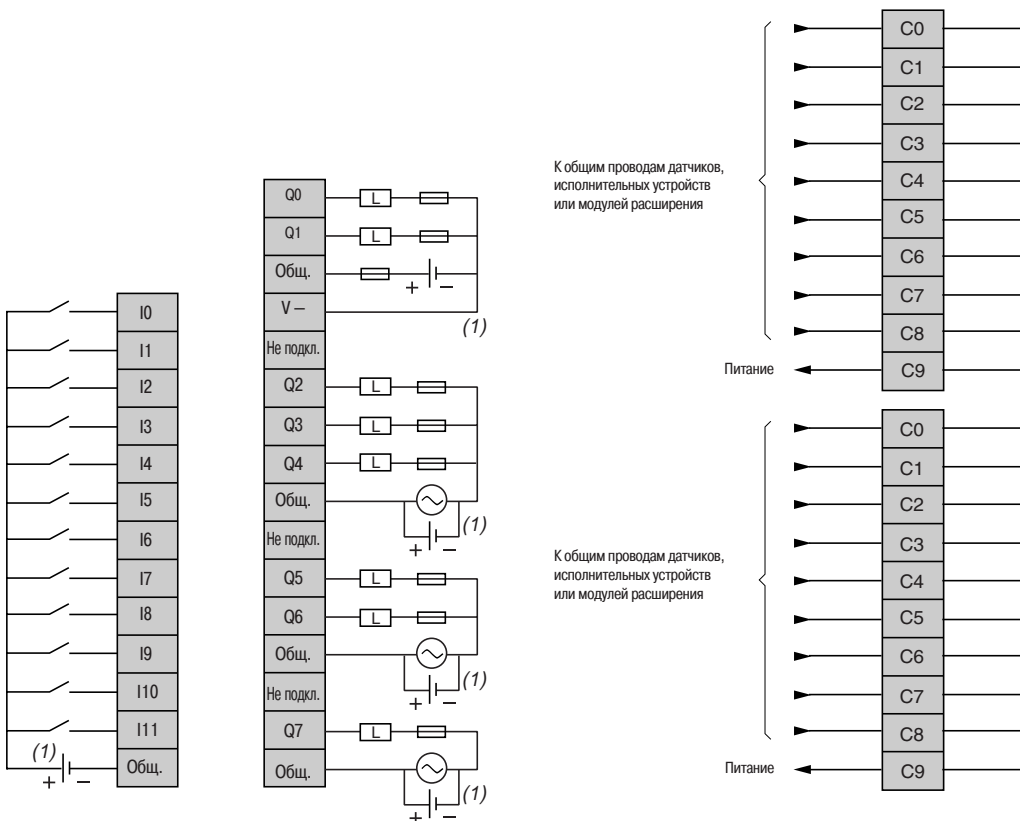 I0
I1
I2
I3
I4
I5
I6
I7
I8
I9
I10
I11
(1)
+ –
Общ.
Q0
L
Q1
L
Общ.
+ –
V –
(1)
Не подкл.
Q2
L
Q3
L
Q4
L
Общ.
(1)
+ –
Не подкл.
Q5
L
Q6
L
Общ.
(1)
+ –
Не подкл.
Q7
L
Общ.
(1)
+ –
К общим проводам датчиков,
исполнительных устройств
или модулей расширения
C0
C1
C2
C3
C4
C5
C6
C7
C8
Питание
C9
К общим проводам датчиков,
исполнительных устройств
или модулей расширения
C0
C1
C2
C3
C4
C5
C6
C7
C8
Питание
C9